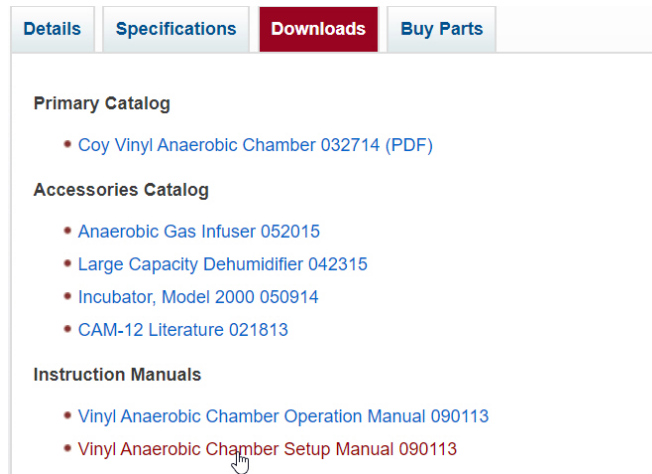 Details Specifications Downloads Buy Parts
Primary Catalog
Coy Vinyl Anaerobic Chamber 032714 (PDF)
Accessories Catalog
Anaerobic Gas Infuser 052015
Large Capacity Dehumidifier 042315
Incubator, Model 2000 050914
CAM-12 Literature 021813
Instruction Manuals
Vinyl Anaerobic Chamber Operation Manual 090113
Vinyl Anaerobic Chamber Setup Manual 090113